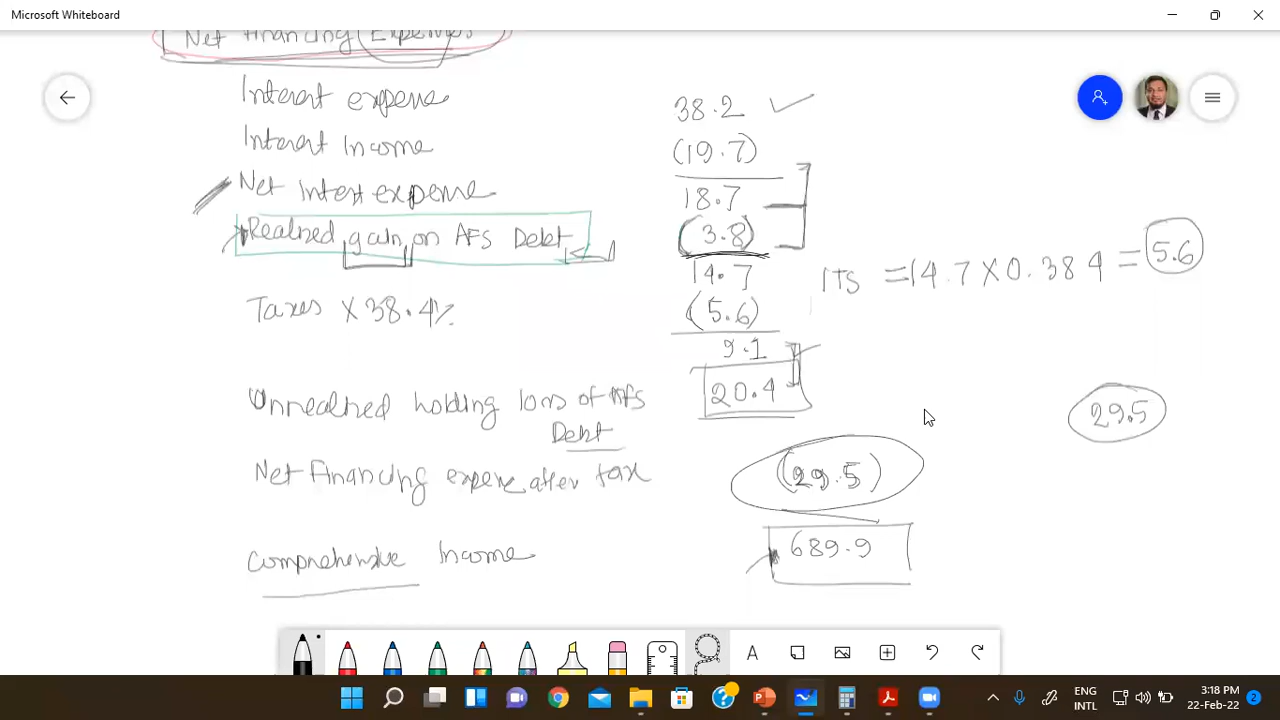 Microsoft Whiteboard
Net Financing (Expenses)
Interest expense 38.2
Interest Income (19.7)
Net interest expense 18.7
Realized gain on AFS Debt (3.8)
14.7
ITS = 14.7 X 0.384 = 5.6
Taxes X 38.4% (5.6)
9.1
Unrealized holding loss of Afs 20.4
Debt
29.5
Net Financing expense after tax (29.5)
Comprehensive Income 689.9
A
ENG
INTL
3:18 PM
22-Feb-22
2